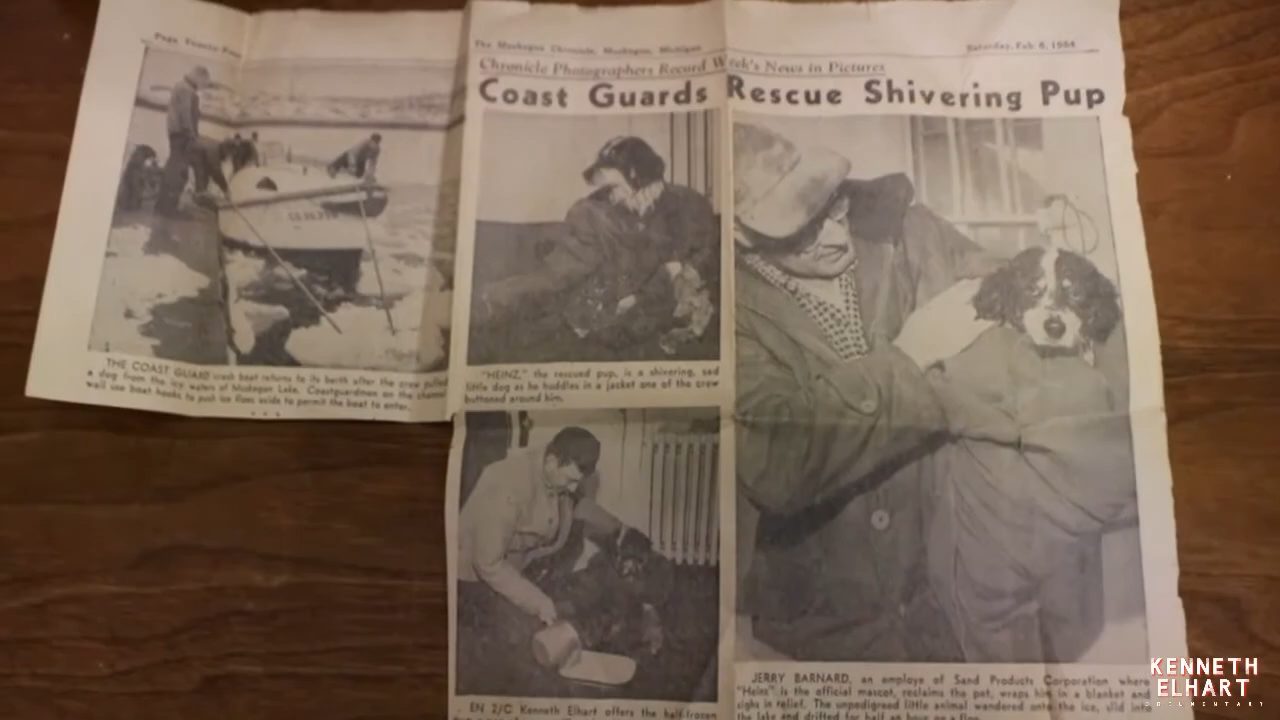 Page Twenty Four
The Muskegon Chronicle, Muskegon, Michigan
Saturday, Feb. 6, 1954
Chronicle Photographers Record Week's News in Pictures
Coast Guards Rescue Shivering Pup
THE COAST GUARD crash boat returns to its berth after the crew pulled
a dog from the icy waters of Muskegon Lake. Coastguardmen on the channel
wall use boat hooks to push ice floes aside to permit the boat to enter.
"HEINZ," the rescued pup, is a shivering, sad
little dog as he huddles in a jacket one of the crew
buttoned around him.
EN 2/C Kenneth Elhart offers the half-frozen
JERRY BARNARD, an employe of Sand Products Corporation where
"Heinz" is the official mascot, reclaims the pet, wraps him in a blanket and
sighs in relief. The unpedigreed little animal wandered onto the ice, slid into
the lake and drifted for half an hour on a floe.
KENNETH
ELHART
DOCUMENTARY